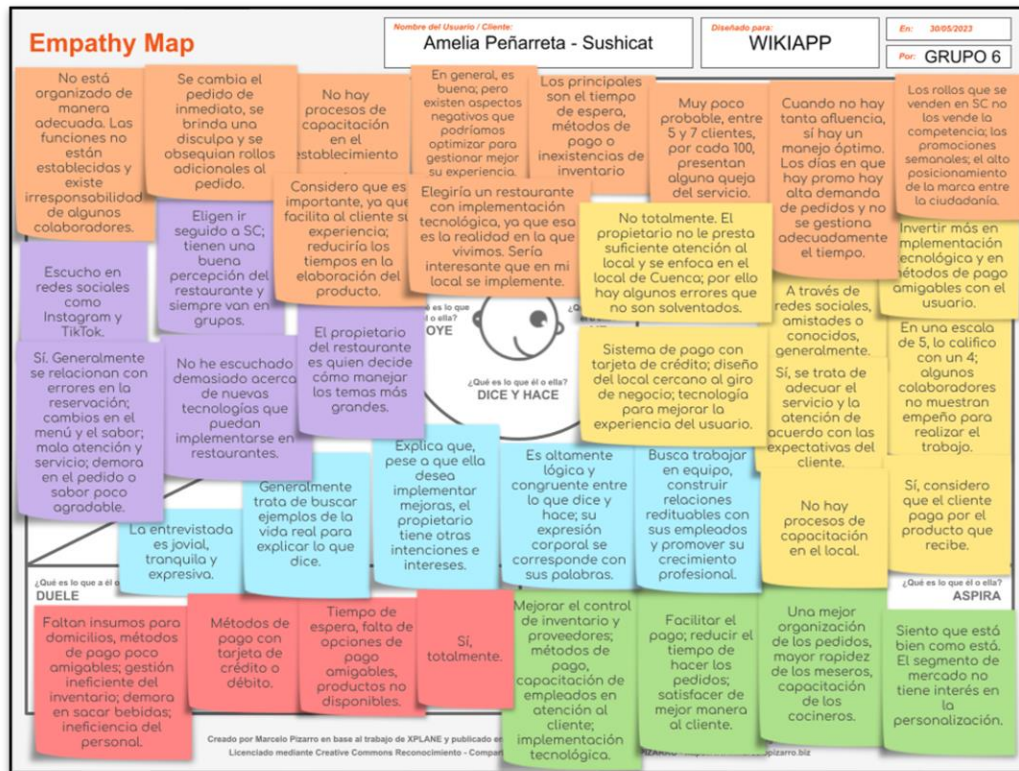 Empathy Map
Nombre del Usuario / Cliente:
Amelia Peñarreta - Sushicat
Diseñado para:
WIKIAPP
En: 30/05/2023
Por: GRUPO 6
No está
organizado de
manera
adecuada. Las
funciones no
están
establecidas y
existe
irresponsabilidad
de algunos
colaboradores.
Se cambia el
pedido de
inmediato, se
brinda una
disculpa y se
obsequian rollos
adicionales al
pedido.
No hay
procesos de
capacitación
en el
establecimiento
En general, es
buena; pero
existen aspectos
negativos que
podríamos
optimizar para
gestionar mejor
su experiencia.
Los principales
son el tiempo de
espera,
métodos de
pago o
inexistencias de
inventario
Muy poco
probable, entre
5 y 7 clientes,
por cada 100,
presentan
alguna queja del
servicio.
Cuando no hay
tanta afluencia,
sí hay un
manejo óptimo.
Los días en que
hay promo hay
alta demanda
de pedidos y no
se gestiona
adecuadamente
el tiempo.
Los rollos que se
venden en SC no
los vende la
competencia; las
promociones
semanales; el alto
posicionamiento
de la marca entre
la ciudadanía.
Considero que es
importante, ya que
facilita al cliente su
experiencia;
reduciría los
tiempos en la
elaboración del
producto.
Elegiría un restaurante
con implementación
tecnológica, ya que esa
es la realidad en la que
vivimos. Sería
interesante que en mi
local se implemente.
Escucho en
redes sociales
como
Instagram y
TikTok.
Eligen ir
seguido a SC;
tienen una
buena
percepción del
restaurante y
siempre van en
grupos.
Sí. Generalmente
se relacionan con
errores en la
reservación;
cambios en el
menú y el sabor;
mala atención y
servicio; demora
en el pedido o
sabor poco
agradable.
No he escuchado
demasiado acerca
de nuevas
tecnologías que
puedan
implementarse en
restaurantes.
El propietario
del restaurante
es quien decide
cómo manejar
los temas más
grandes.
OYE
¿Qué es lo que él o ella?
DICE Y HACE
No totalmente. El
propietario no le presta
suficiente atención al
local y se enfoca en el
local de Cuenca; por ello
hay algunos errores que
no son solventados.
A través de
redes sociales,
amistades o
conocidos,
generalmente.
Invertir más en
implementación
tecnológica y en
métodos de pago
amigables con el
usuario.
Sistema de pago con
tarjeta de crédito; diseño
del local cercano al giro
de negocio; tecnología
para mejorar la
experiencia del usuario.
Sí, se trata de
adecuar el
servicio y la
atención de
acuerdo con las
expectativas del
cliente.
En una escala
de 5, lo califico
con un 4;
algunos
colaboradores
no muestran
empeño para
realizar el
trabajo.
No hay
procesos de
capacitación
en el local.
Sí, considero
que el cliente
paga por el
producto que
recibe.
La entrevistada
es jovial,
tranquila y
expresiva.
Generalmente
trata de buscar
ejemplos de la
vida real para
explicar lo que
dice.
Explica que,
pese a que ella
desea
implementar
mejoras, el
propietario
tiene otras
intenciones e
intereses.
Es altamente
lógica y
congruente entre
lo que dice y
hace; su
expresión
corporal se
corresponde con
sus palabras.
Busca trabajar
en equipo,
construir
relaciones
redituables con
sus empleados
y promover su
crecimiento
profesional.
¿Qué es lo que a él o
DUELE
¿Qué es lo que él o ella?
ASPIRA
Faltan insumos para
domicilios, métodos
de pago poco
amigables; gestión
ineficiente del
inventario; demora
en sacar bebidas;
ineficiencia del
personal.
Métodos de
pago con
tarjeta de
crédito o
débito.
Tiempo de
espera, falta de
opciones de
pago
amigables,
productos no
disponibles.
Sí,
totalmente.
Mejorar el control
de inventario y
proveedores;
métodos de
pago,
capacitación de
empleados en
atención al
cliente;
implementación
tecnológica.
Facilitar el
pago; reducir el
tiempo de
hacer los
pedidos;
satisfacer de
mejor manera
al cliente.
Una mejor
organización
de los pedidos,
mayor rapidez
de los meseros,
capacitación
de los
cocineros.
Siento que está
bien como está.
El segmento de
mercado no
tiene interés en
la
personalización.
Creado por Marcelo Pizarro en base al trabajo de XPLANE y publicado en
Licenciado mediante Creative Commons Reconocimiento - Compart